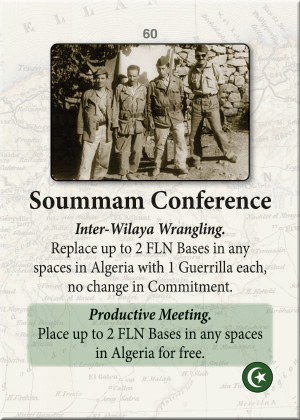 60
Soummam Conference
Inter-Wilaya Wrangling.
Replace up to 2 FLN Bases in any
spaces in Algeria with 1 Guerrilla each,
no change in Commitment.
Productive Meeting.
Place up to 2 FLN Bases in any spaces
in Algeria for free.